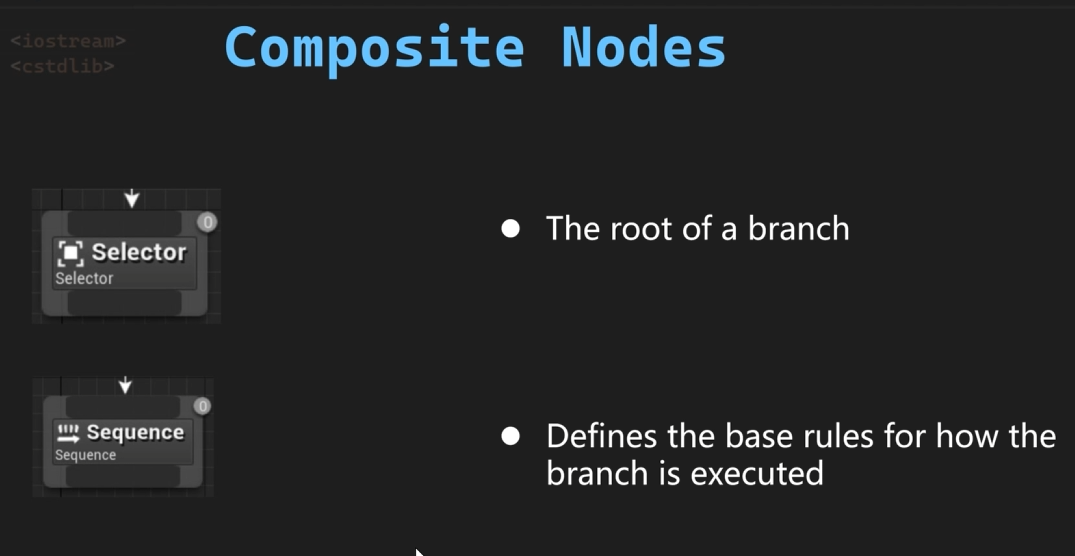 <iostream>
<cstdlib>
Composite Nodes
0
Selector
Selector
The root of a branch
0
Sequence
Sequence
Defines the base rules for how the
branch is executed